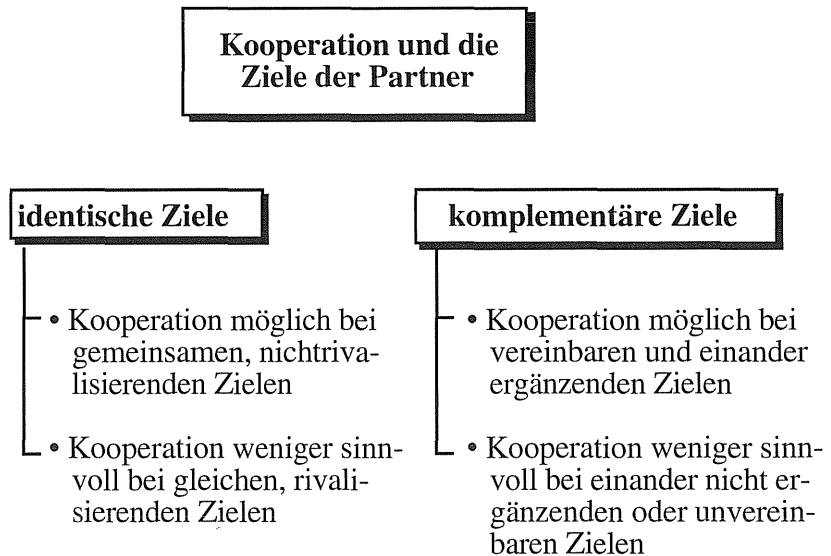 Kooperation und die
Ziele der Partner
identische Ziele
• Kooperation möglich bei
gemeinsamen, nichtriva-
lisierenden Zielen
• Kooperation weniger sinn-
voll bei gleichen, rivali-
sierenden Zielen
komplementäre Ziele
• Kooperation möglich bei
vereinbaren und einander
ergänzenden Zielen
• Kooperation weniger sinn-
voll bei einander nicht er-
gänzenden oder unverein-
baren Zielen